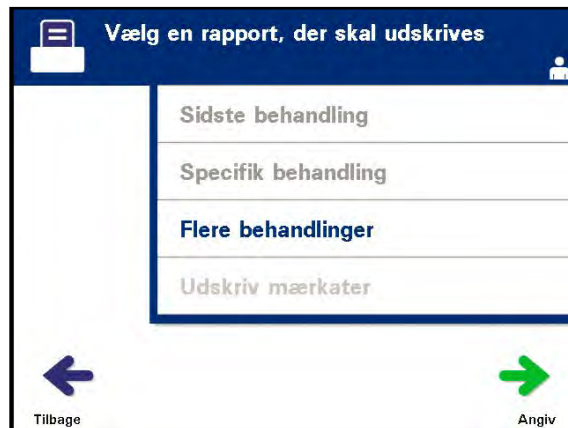 Vælg en rapport, der skal udskrives
Sidste behandling
Specifik behandling
Flere behandlinger
Udskriv mærkater
Tilbage
Angiv